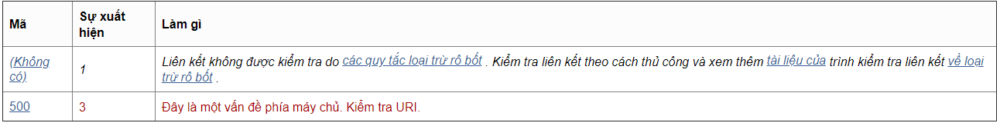 Mã
Sự xuất
hiện
Làm gì
(Không
có)
1
Liên kết không được kiểm tra do các quy tắc loại trừ rô bốt . Kiểm tra liên kết theo cách thủ công và xem thêm tài liệu của trình kiểm tra liên kết về loại
trừ rô bốt .
500
3
Đây là một vấn đề phía máy chủ. Kiểm tra URI.